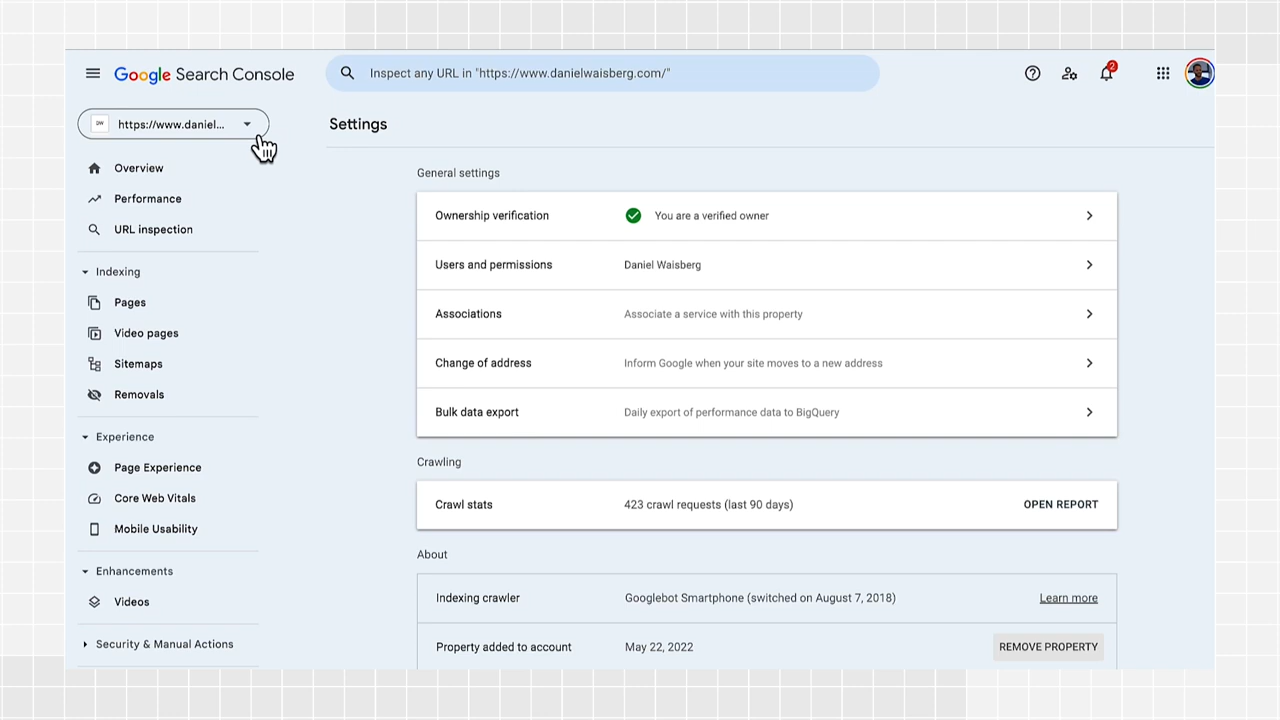 Google Search Console
Inspect any URL in "https://www.danielwaisberg.com/"
2
DW
https://www.daniel...
Settings
Overview
Performance
URL inspection
Indexing
Pages
Video pages
Sitemaps
Removals
Experience
Page Experience
Core Web Vitals
Mobile Usability
Enhancements
Videos
Security & Manual Actions
General settings
Ownership verification You are a verified owner
Users and permissions Daniel Waisberg
Associations Associate a service with this property
Change of address Inform Google when your site moves to a new address
Bulk data export Daily export of performance data to BigQuery
Crawling
Crawl stats 423 crawl requests (last 90 days) OPEN REPORT
About
Indexing crawler Googlebot Smartphone (switched on August 7, 2018) Learn more
Property added to account May 22, 2022 REMOVE PROPERTY